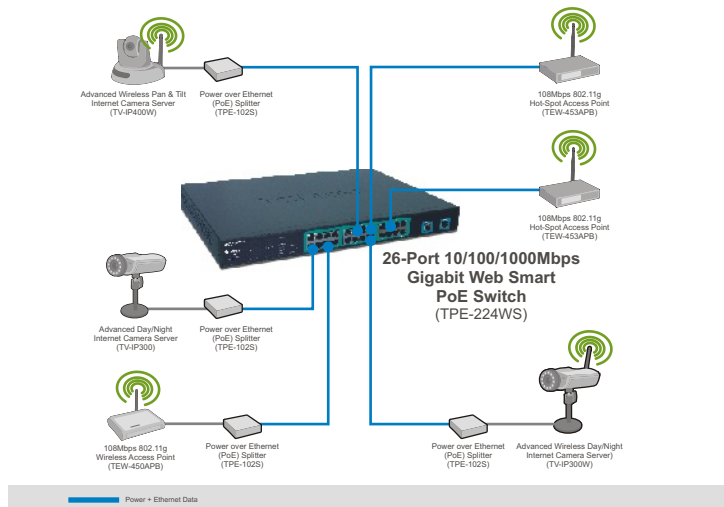 Advanced Wireless Pan & Tilt
Internet Camera Server
(TV-IP400W)
Power over Ethernet
(PoE) Splitter
(TPE-102S)
108Mbps 802.11g
Hot-Spot Access Point
(TEW-453APB)
108Mbps 802.11g
Hot-Spot Access Point
(TEW-453APB)
26-Port 10/100/1000Mbps
Gigabit Web Smart
PoE Switch
(TPE-224WS)
Advanced Day/Night
Internet Camera Server
(TV-IP300)
Power over Ethernet
(PoE) Splitter
(TPE-102S)
108Mbps 802.11g
Wireless Access Point
(TEW-450APB)
Power over Ethernet
(PoE) Splitter
(TPE-102S)
Power over Ethernet
(PoE) Splitter
(TPE-102S)
Advanced Wireless Day/Night
Internet Camera Server)
(TV-IP300W)
Power + Ethernet Data